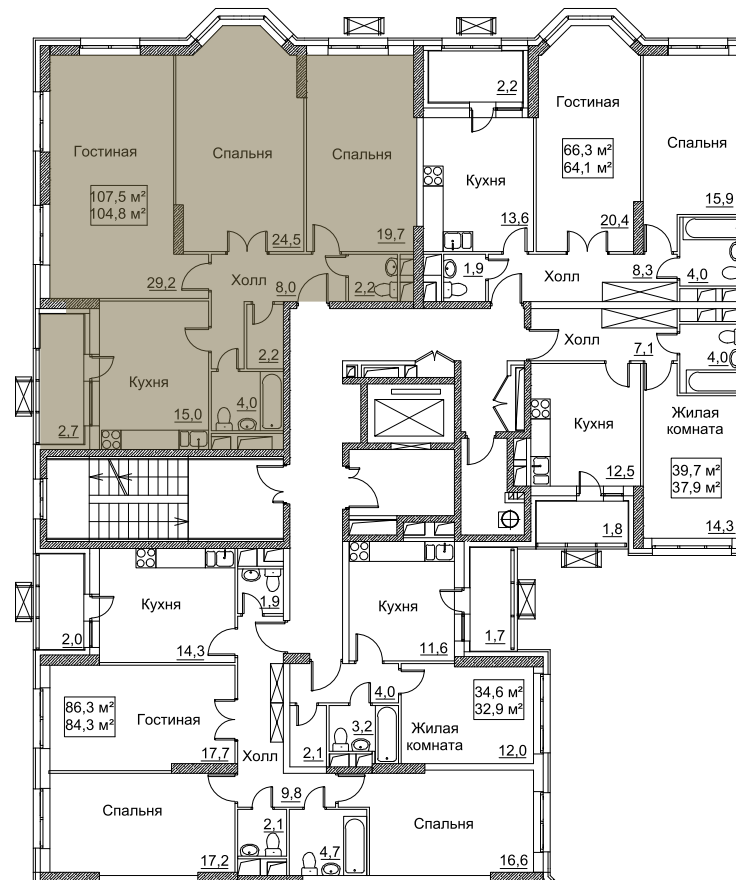 Гостиная
107,5 м²
104,8 м²
29,2
Спальня
24,5
Спальня
19,7
Холл
8,0
2,2
2,2
Кухня
15,0
4,0
2,7
2,2
Кухня
13,6
1,9
Гостиная
66,3 м²
64,1 м²
20,4
Спальня
15,9
Холл
8,3
4,0
Холл
7,1
4,0
Кухня
12,5
Жилая
комната
39,7 м²
37,9 м²
14,3
1,8
2,0
Кухня
14,3
1,9
86,3 м²
84,3 м²
Гостиная
17,7
Холл
9,8
Спальня
17,2
2,1
4,7
Спальня
16,6
Кухня
11,6
1,7
4,0
3,2
2,1
34,6 м²
32,9 м²
Жилая
комната
12,0